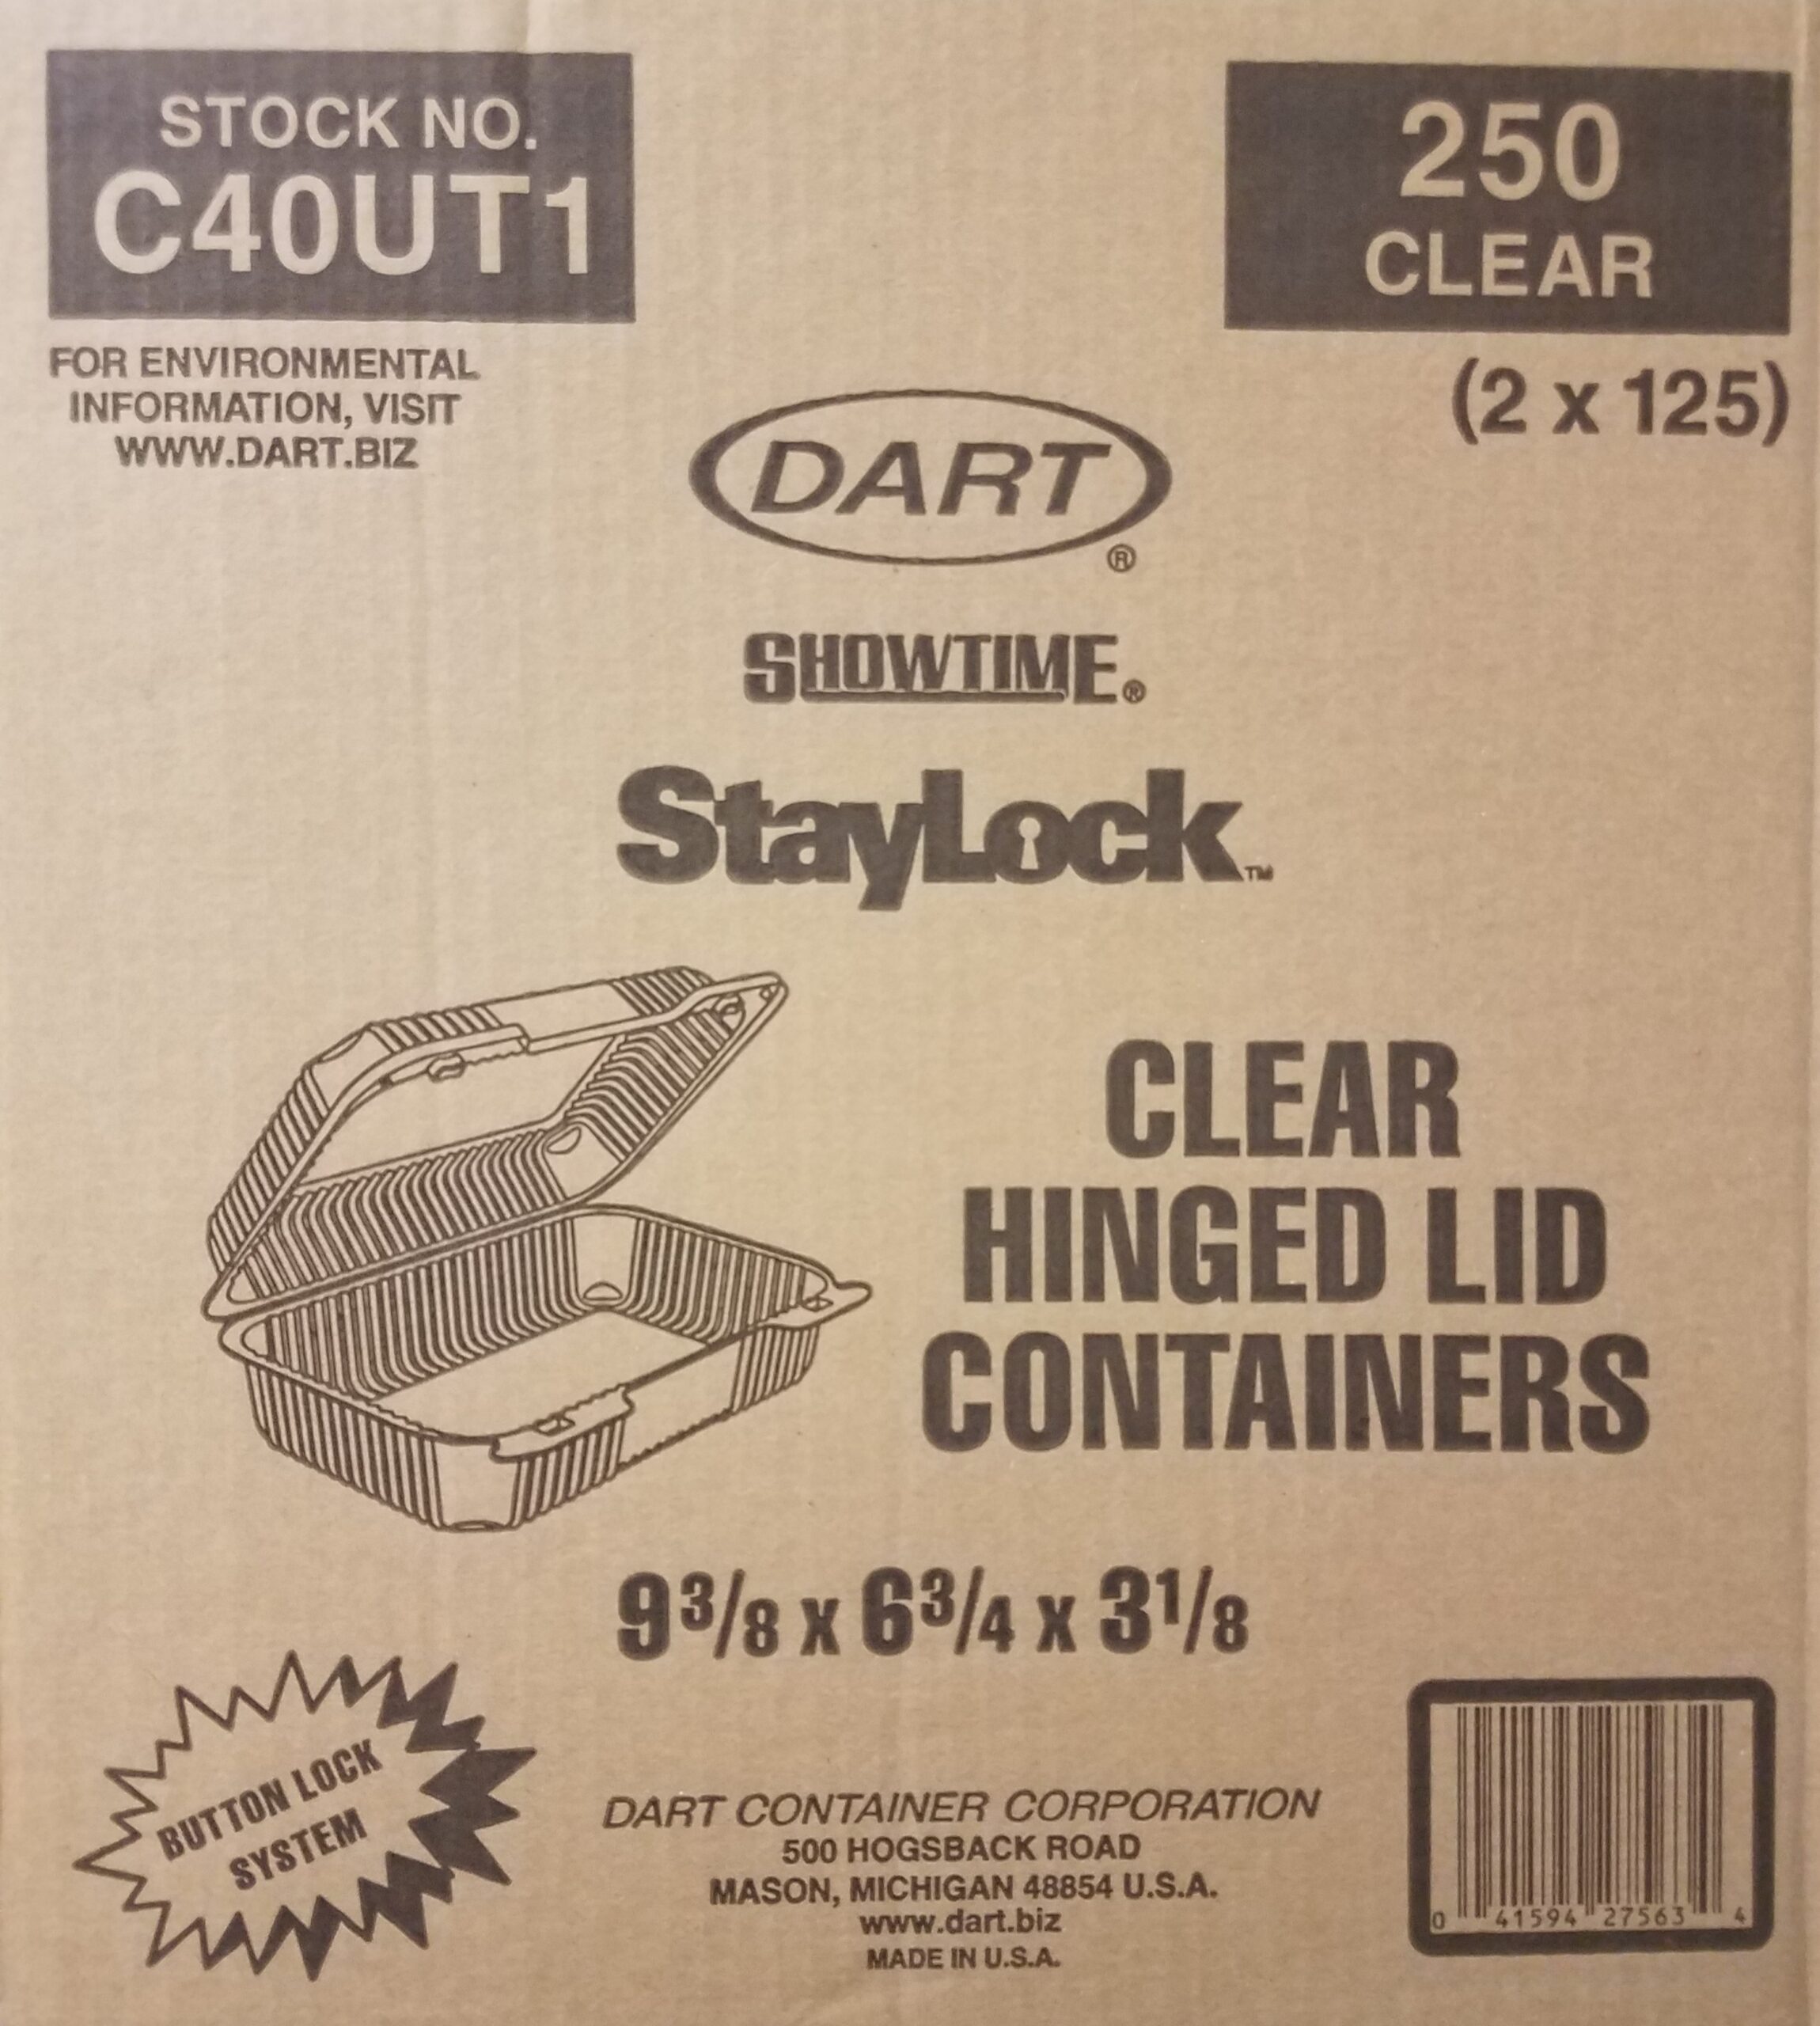 STOCK NO.
C40UT1
250
CLEAR
(2 x 125)
FOR ENVIRONMENTAL
INFORMATION, VISIT
WWW.DART.BIZ
DART®
SHOWTIME®
StayLock™
CLEAR
HINGED LID
CONTAINERS
9 3/8 x 6 3/4 x 3 1/8
BUTTON LOCK
SYSTEM
DART CONTAINER CORPORATION
500 HOGSBACK ROAD
MASON, MICHIGAN 48854 U.S.A.
www.dart.biz
MADE IN U.S.A.
0 41594 27563 4